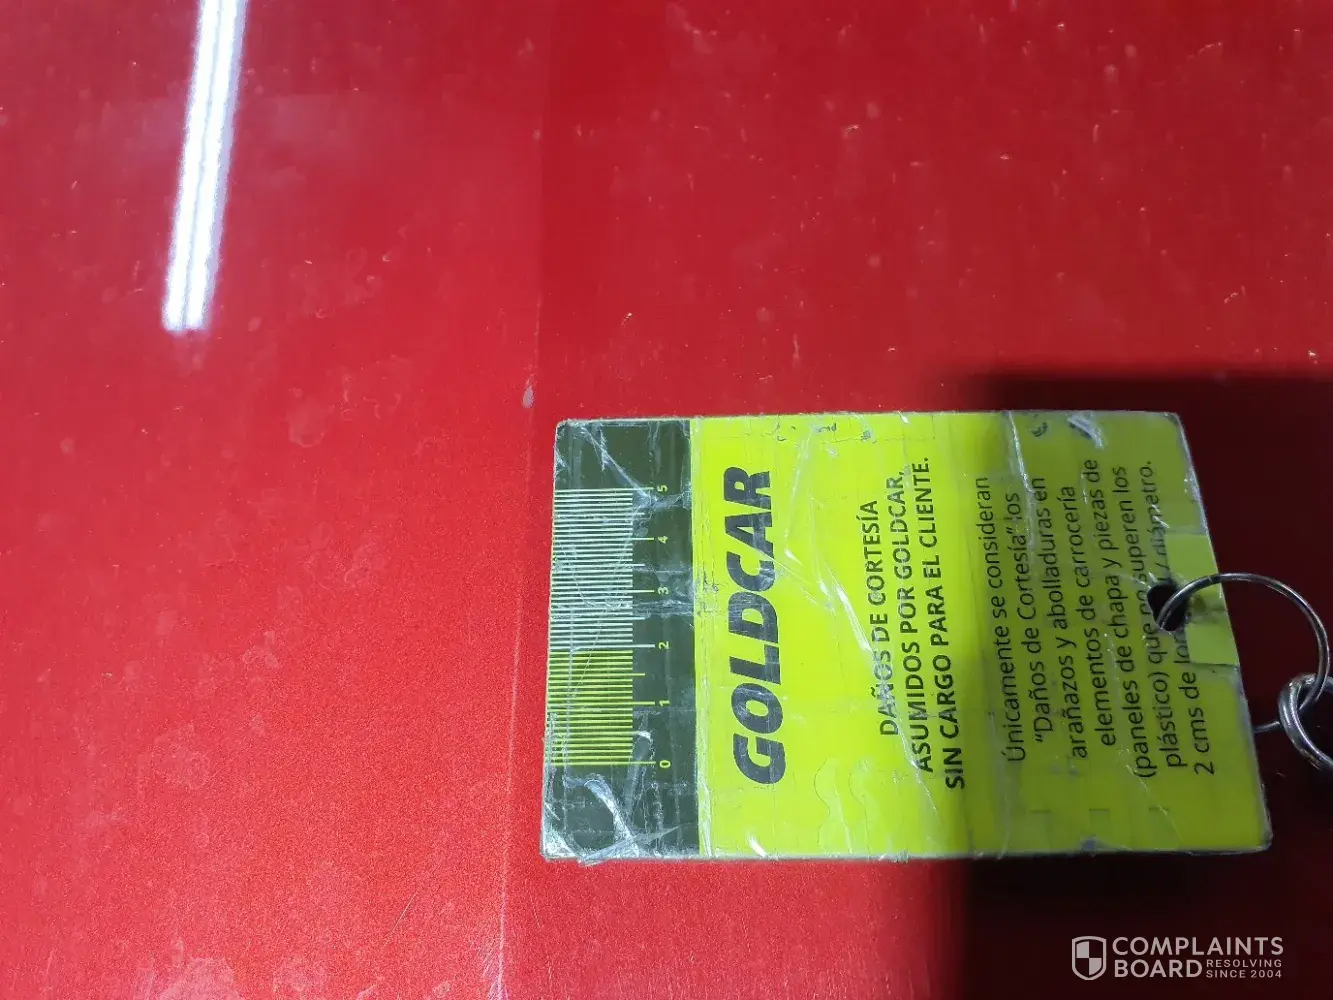 GOLDCAR
DAÑOS DE CORTESÍA
ASUMIDOS POR GOLDCAR,
SIN CARGO PARA EL CLIENTE.
Únicamente se consideran
"Daños de Cortesía" los
arañazos y abolladuras en
elementos de carrocería
(paneles de chapa y piezas de
plástico) que no superen los
2 cms de diámetro.
0 1 2 3 4 5
COMPLAINTS
BOARD RESOLVING
SINCE 2004